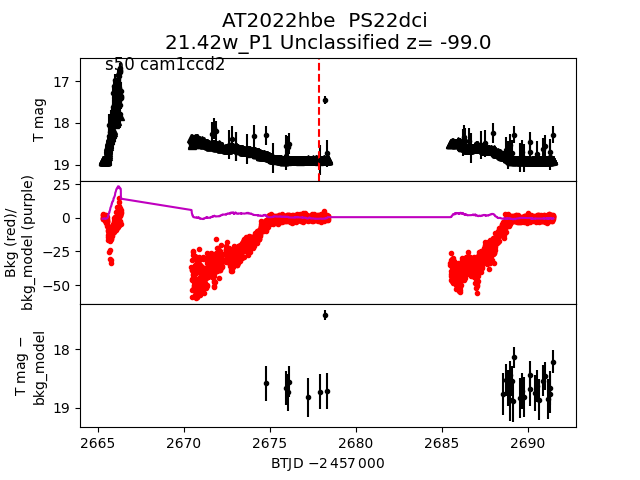 AT2022hbe  PS22dci
21.42w_P1 Unclassified z= -99.0
s50 cam1ccd2
T mag
17
18
19
Bkg (red)/
bkg_model (purple)
25
0
−25
−50
T mag −
bkg_model
18
19
2665
2670
2675
2680
2685
2690
BTJD −2 457 000